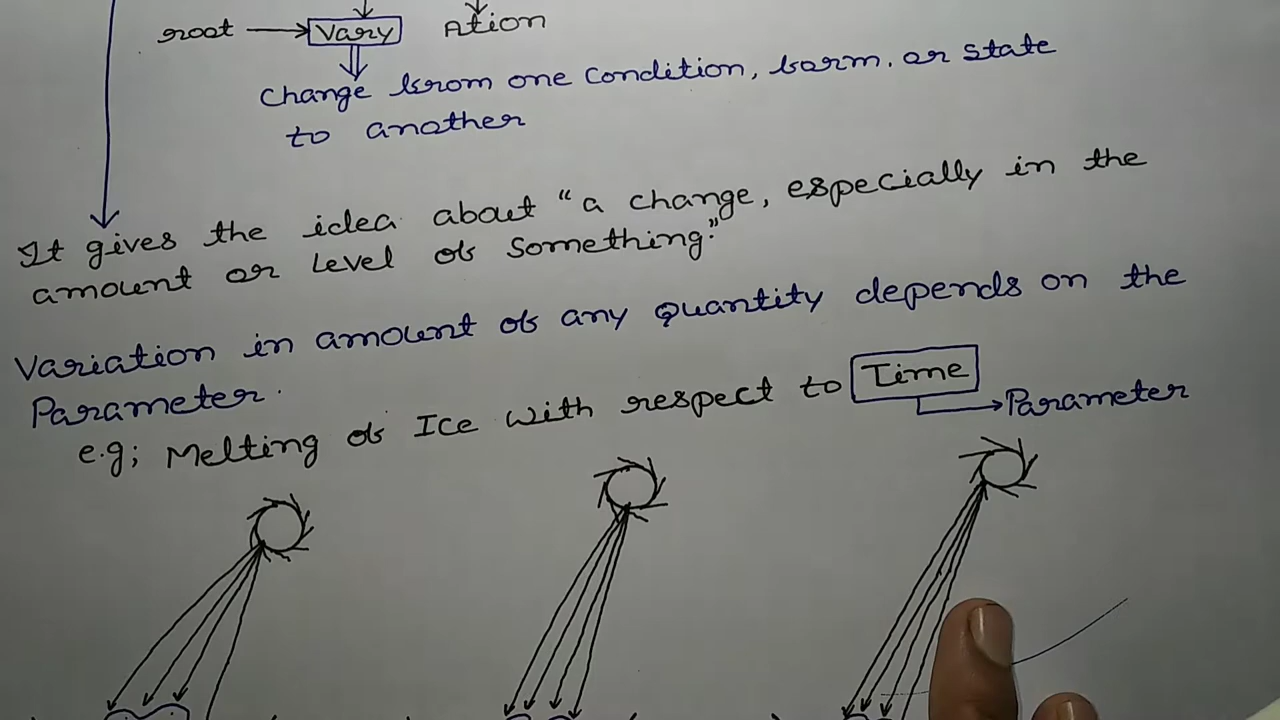 root Vary Ation
Change from one condition, form. or state
to another
It gives the idea about "a change, especially in the
amount or level of something."
Variation in amount of any quantity depends on the
Parameter.
e.g; Melting of Ice with respect to Time
Parameter